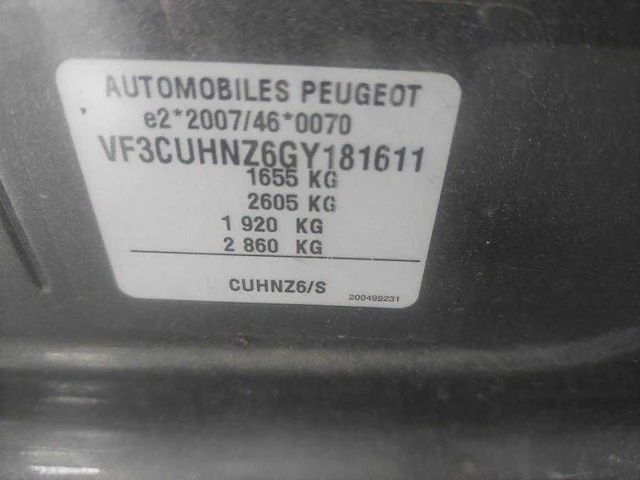 AUTOMOBILES PEUGEOT
e2*2007/46*0070
VF3CUHNZ6GY181611
1655 KG
2605 KG
1 920 KG
2 860 KG
CUHNZ6/S
200499231